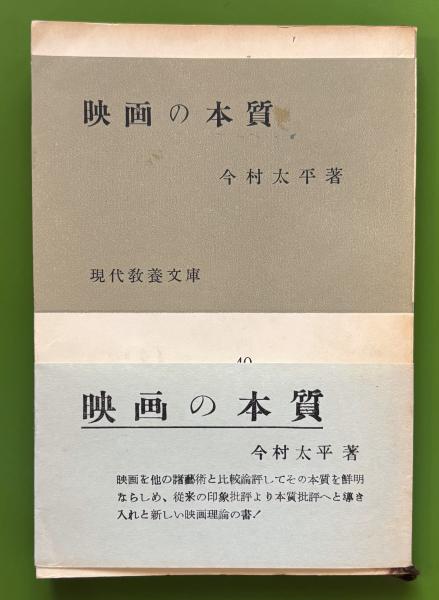 映画の本質
今村太平著
現代教養文庫
40
映画の本質
今村太平著
映画を他の諸藝術と比較論評してその本質を鮮明
ならしめ、従来の印象批評より本質批評へと導き
入れと新しい映画理論の書！